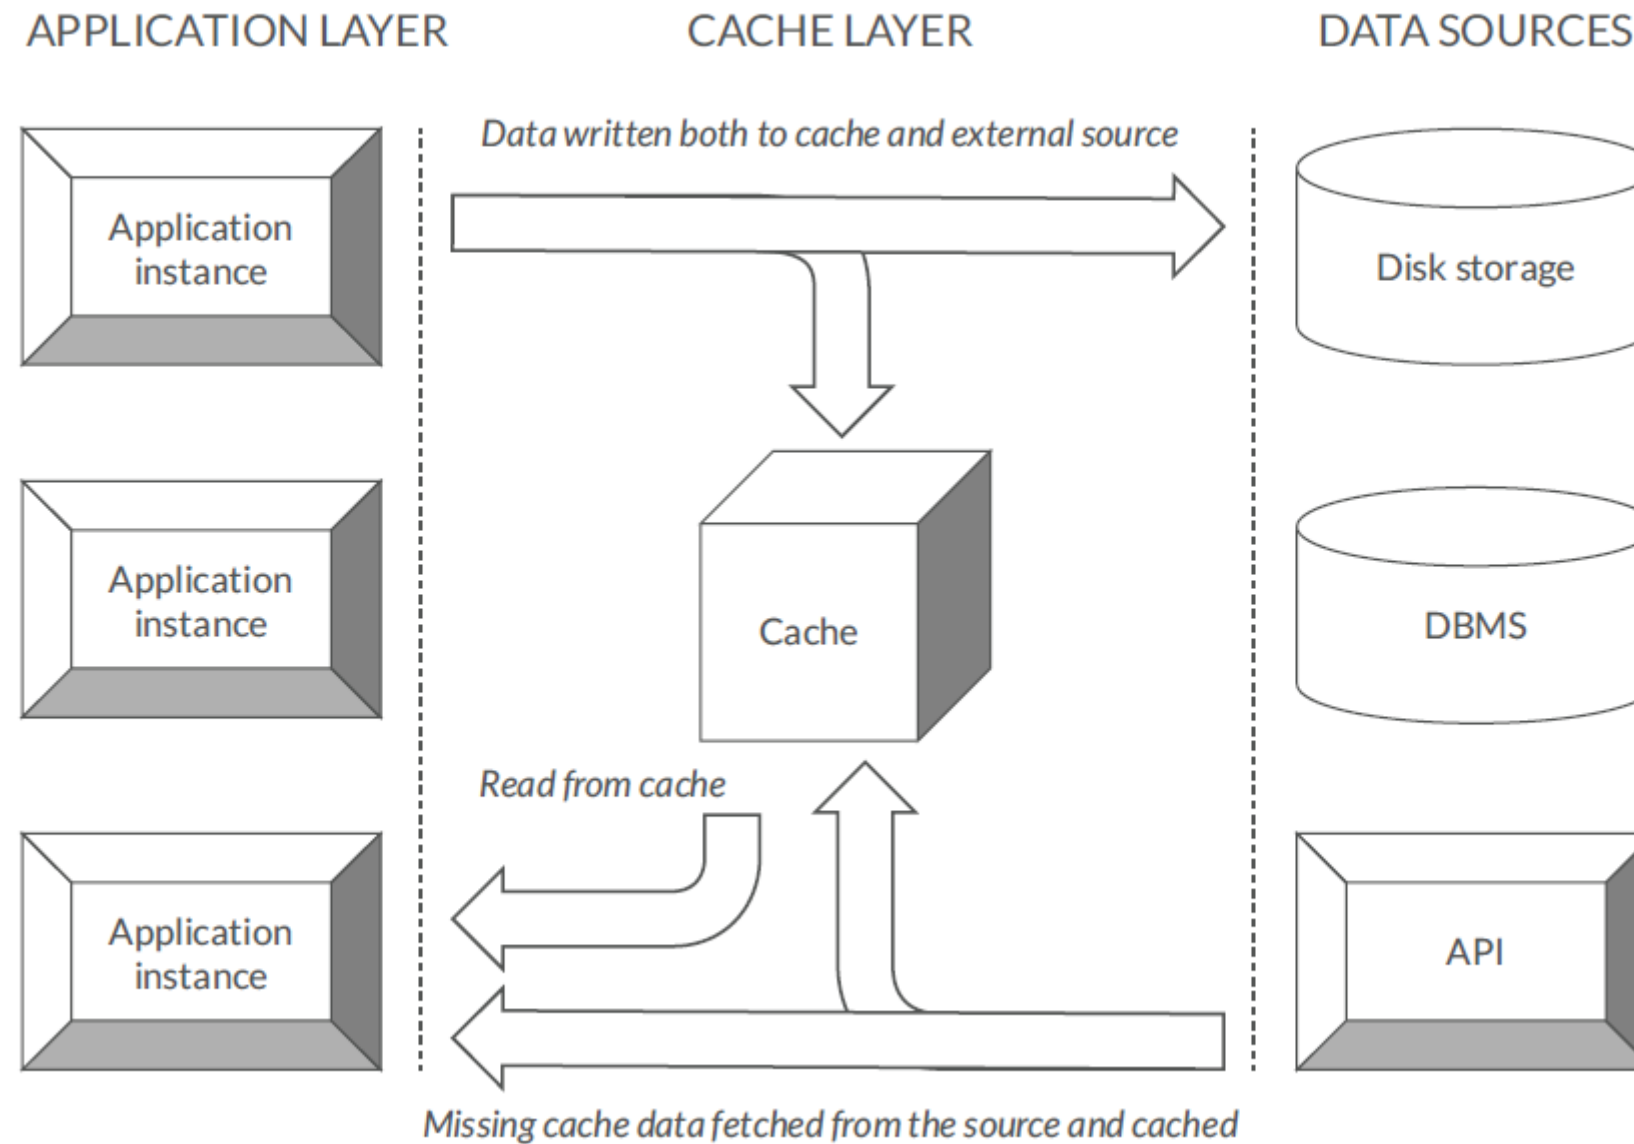 APPLICATION LAYER
CACHE LAYER
DATA SOURCES
Data written both to cache and external source
Application
instance
Disk storage
Application
instance
Cache
DBMS
Read from cache
Application
instance
API
Missing cache data fetched from the source and cached